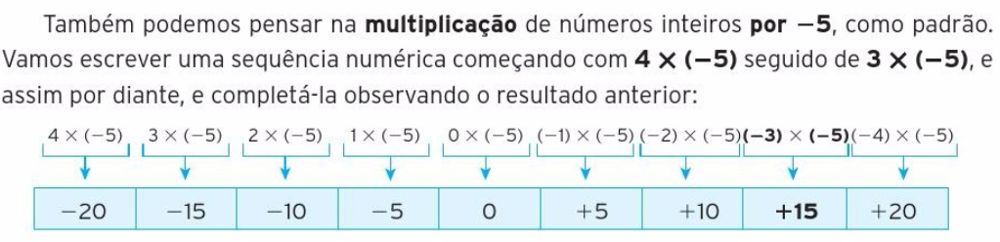 Também podemos pensar na multiplicação de números inteiros por −5, como padrão.
Vamos escrever uma sequência numérica começando com 4 × (−5) seguido de 3 × (−5), e
assim por diante, e completá-la observando o resultado anterior:
4 × (−5) 3 × (−5) 2 × (−5) 1 × (−5) 0 × (−5) (−1) × (−5) (−2) × (−5) (−3) × (−5) (−4) × (−5)
−20 −15 −10 −5 0 +5 +10 +15 +20